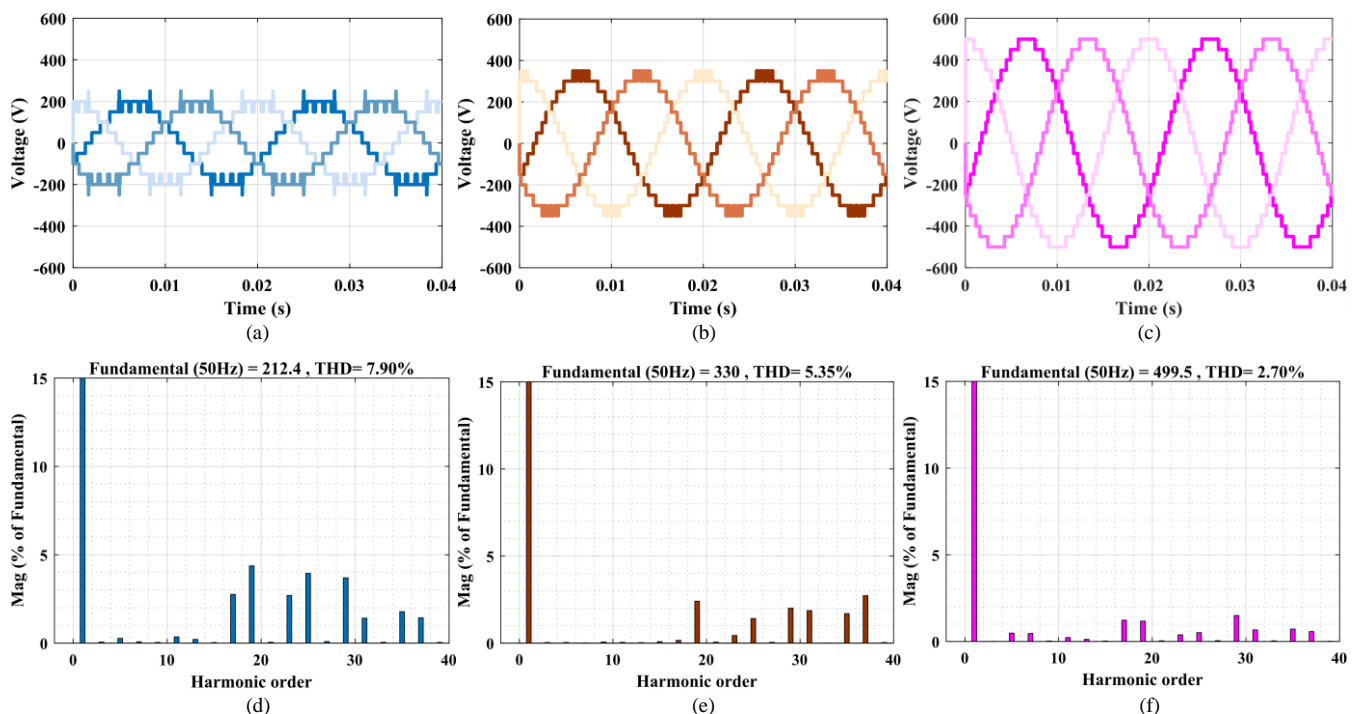 600
400
200
0
-200
-400
-600
Voltage (V)
0 0.01 0.02 0.03 0.04
Time (s)
(a)
600
400
200
0
-200
-400
-600
Voltage (V)
0 0.01 0.02 0.03 0.04
Time (s)
(b)
600
400
200
0
-200
-400
-600
Voltage (V)
0 0.01 0.02 0.03 0.04
Time (s)
(c)
Fundamental (50Hz) = 212.4 , THD= 7.90%
15
10
5
0
Mag (% of Fundamental)
0 10 20 30 40
Harmonic order
(d)
Fundamental (50Hz) = 330 , THD= 5.35%
15
10
5
0
Mag (% of Fundamental)
0 10 20 30 40
Harmonic order
(e)
Fundamental (50Hz) = 499.5 , THD= 2.70%
15
10
5
0
Mag (% of Fundamental)
0 10 20 30 40
Harmonic order
(f)